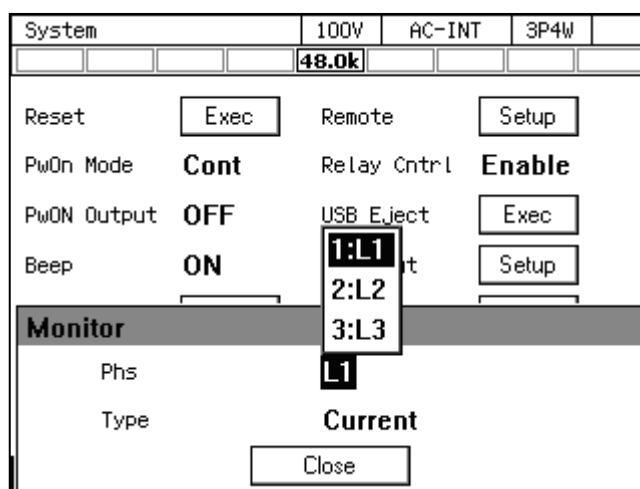 System 100V AC-INT 3P4W
48.0k
Reset Exec Remote Setup
PwOn Mode Cont Relay Cntrl Enable
PwON Output OFF USB Eject Exec
Beep ON Setup
1:L1
2:L2
3:L3
Monitor
Phs L1
Type Current
Close